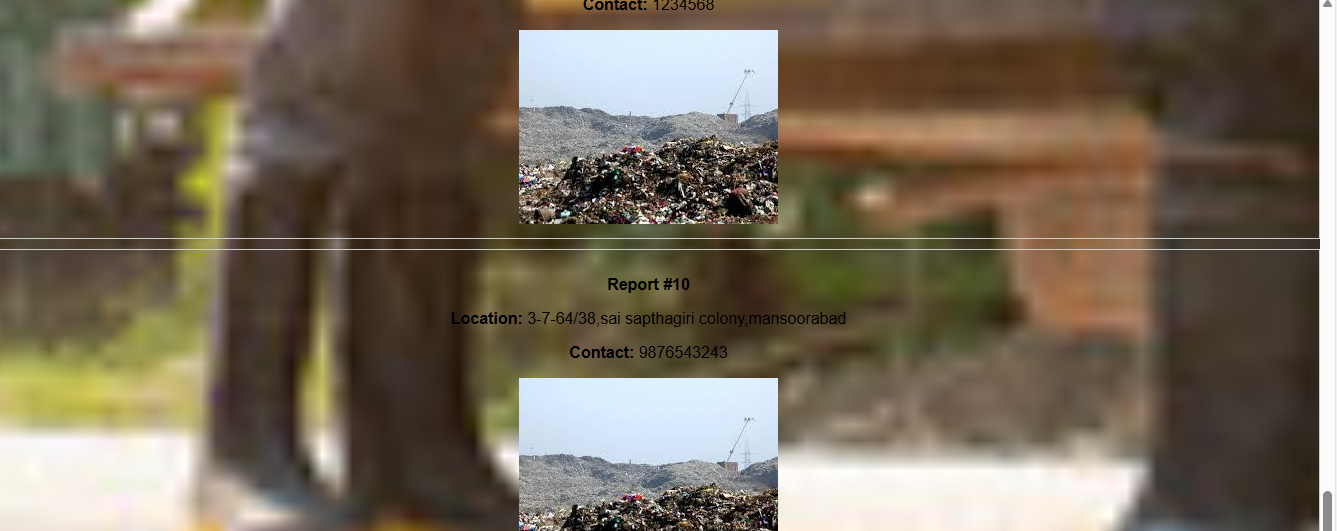 Contact: 1234568
Report #10
Location: 3-7-64/38,sai sapthagiri colony,mansoorabad
Contact: 9876543243